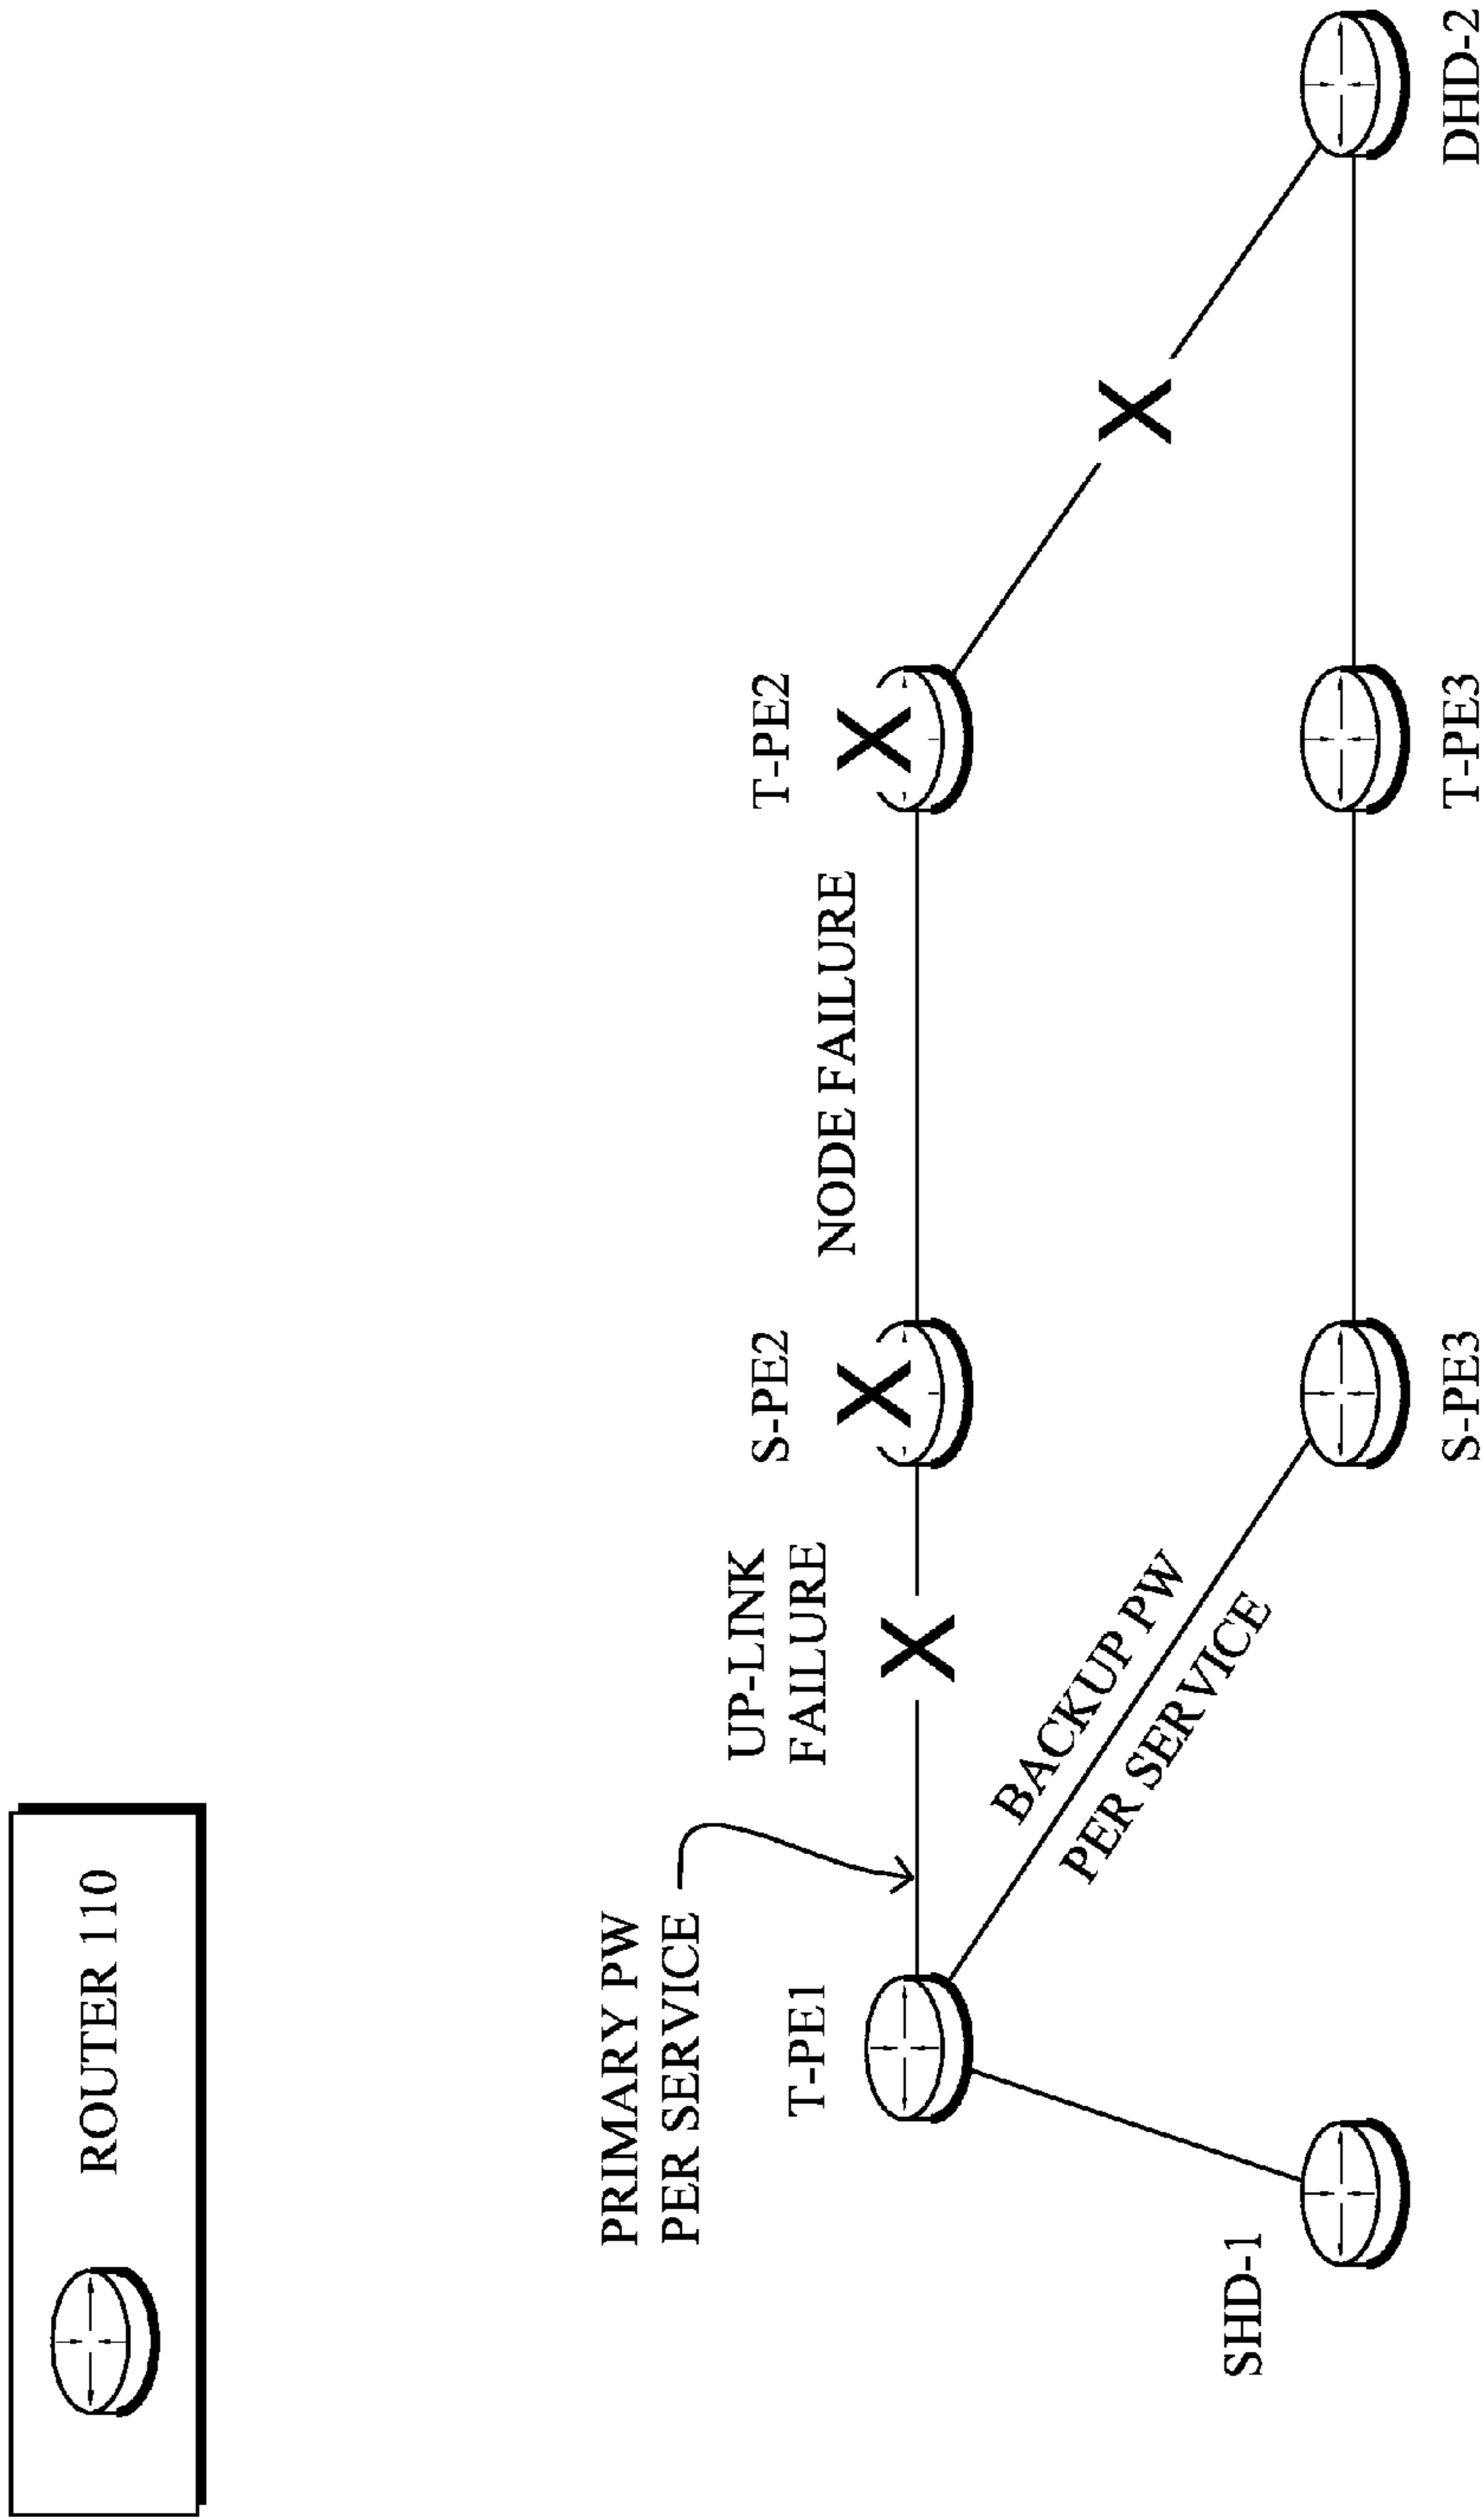 ROUTER 110
PRIMARY PW
PER SERVICE
UP-LINK
FAILURE
NODE FAILURE
S-PE2
T-PE2
T-PE1
BACKUP PW
PER SERVICE
SHD-1
S-PE3
T-PE3
DHD-2